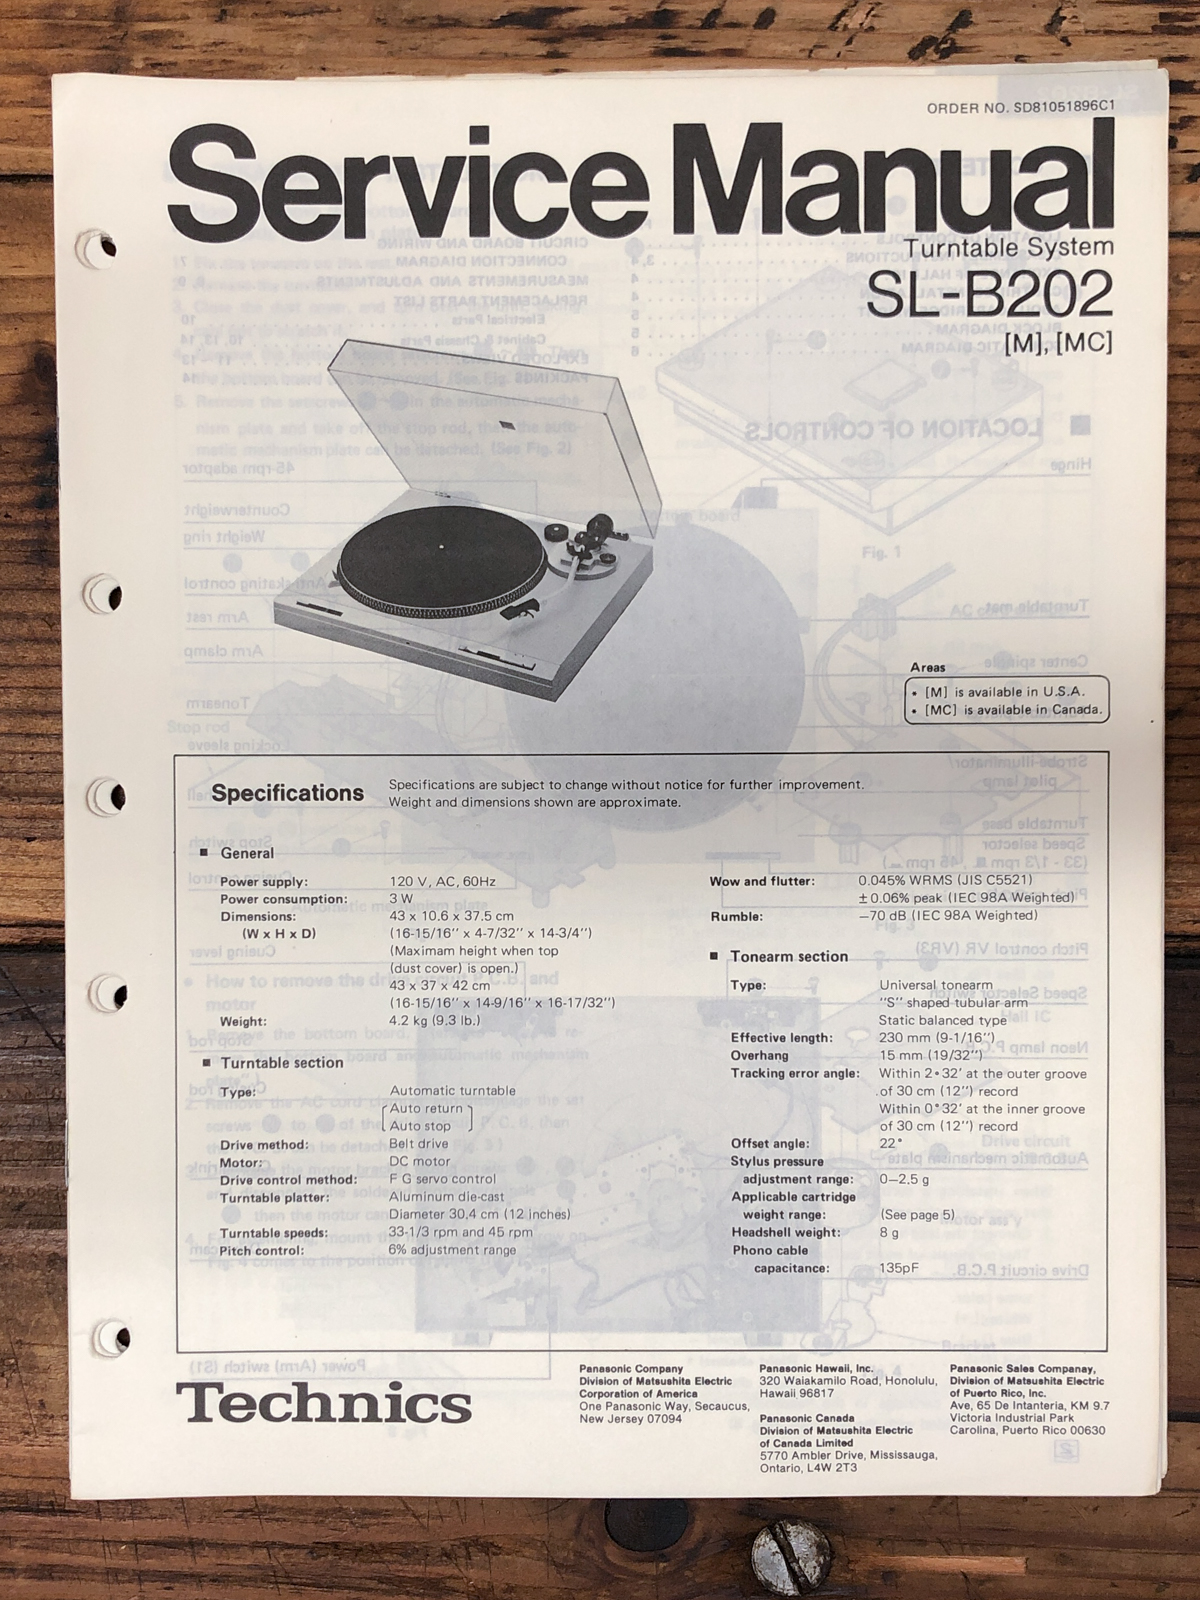 ORDER NO. SD81051896C1
Service Manual
Turntable System
SL-B202
[M], [MC]
Areas
• [M] is available in U.S.A.
• [MC] is available in Canada.
Specifications
Specifications are subject to change without notice for further improvement.
Weight and dimensions shown are approximate.
■ General
Power supply: 120 V, AC, 60Hz
Power consumption: 3 W
Dimensions: 43 x 10.6 x 37.5 cm
(W x H x D) (16-15/16" x 4-7/32" x 14-3/4")
(Maximam height when top
(dust cover) is open.)
43 x 37 x 42 cm
(16-15/16" x 14-9/16" x 16-17/32")
Weight: 4.2 kg (9.3 lb.)
■ Turntable section
Type: Automatic turntable
[Auto return
Auto stop]
Drive method: Belt drive
Motor: DC motor
Drive control method: F G servo control
Turntable platter: Aluminum die-cast
Diameter 30,4 cm (12 inches)
Turntable speeds: 33-1/3 rpm and 45 rpm
Pitch control: 6% adjustment range
Wow and flutter: 0.045% WRMS (JIS C5521)
±0.06% peak (IEC 98A Weighted)
Rumble: −70 dB (IEC 98A Weighted)
■ Tonearm section
Type: Universal tonearm
"S" shaped tubular arm
Static balanced type
Effective length: 230 mm (9-1/16")
Overhang 15 mm (19/32")
Tracking error angle: Within 2°32' at the outer groove
of 30 cm (12") record
Within 0°32' at the inner groove
of 30 cm (12") record
Offset angle: 22°
Stylus pressure
adjustment range: 0—2.5 g
Applicable cartridge
weight range: (See page 5)
Headshell weight: 8 g
Phono cable
capacitance: 135pF
Technics
Panasonic Company
Division of Matsushita Electric
Corporation of America
One Panasonic Way, Secaucus,
New Jersey 07094
Panasonic Hawaii, Inc.
320 Waiakamilo Road, Honolulu,
Hawaii 96817
Panasonic Canada
Division of Matsushita Electric
of Canada Limited
5770 Ambler Drive, Mississauga,
Ontario, L4W 2T3
Panasonic Sales Companay,
Division of Matsushita Electric
of Puerto Rico, Inc.
Ave, 65 De Intanteria, KM 9.7
Victoria Industrial Park
Carolina, Puerto Rico 00630